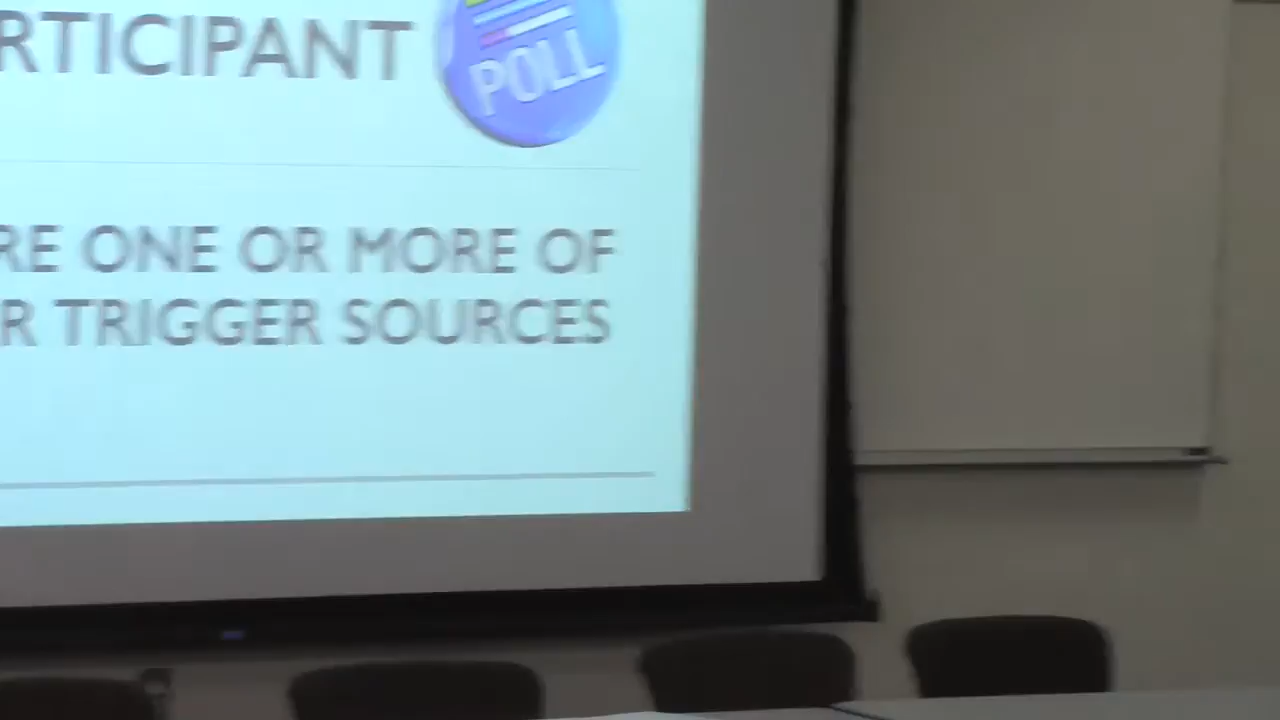 RTICIPANT
POLL
RE ONE OR MORE OF
R TRIGGER SOURCES